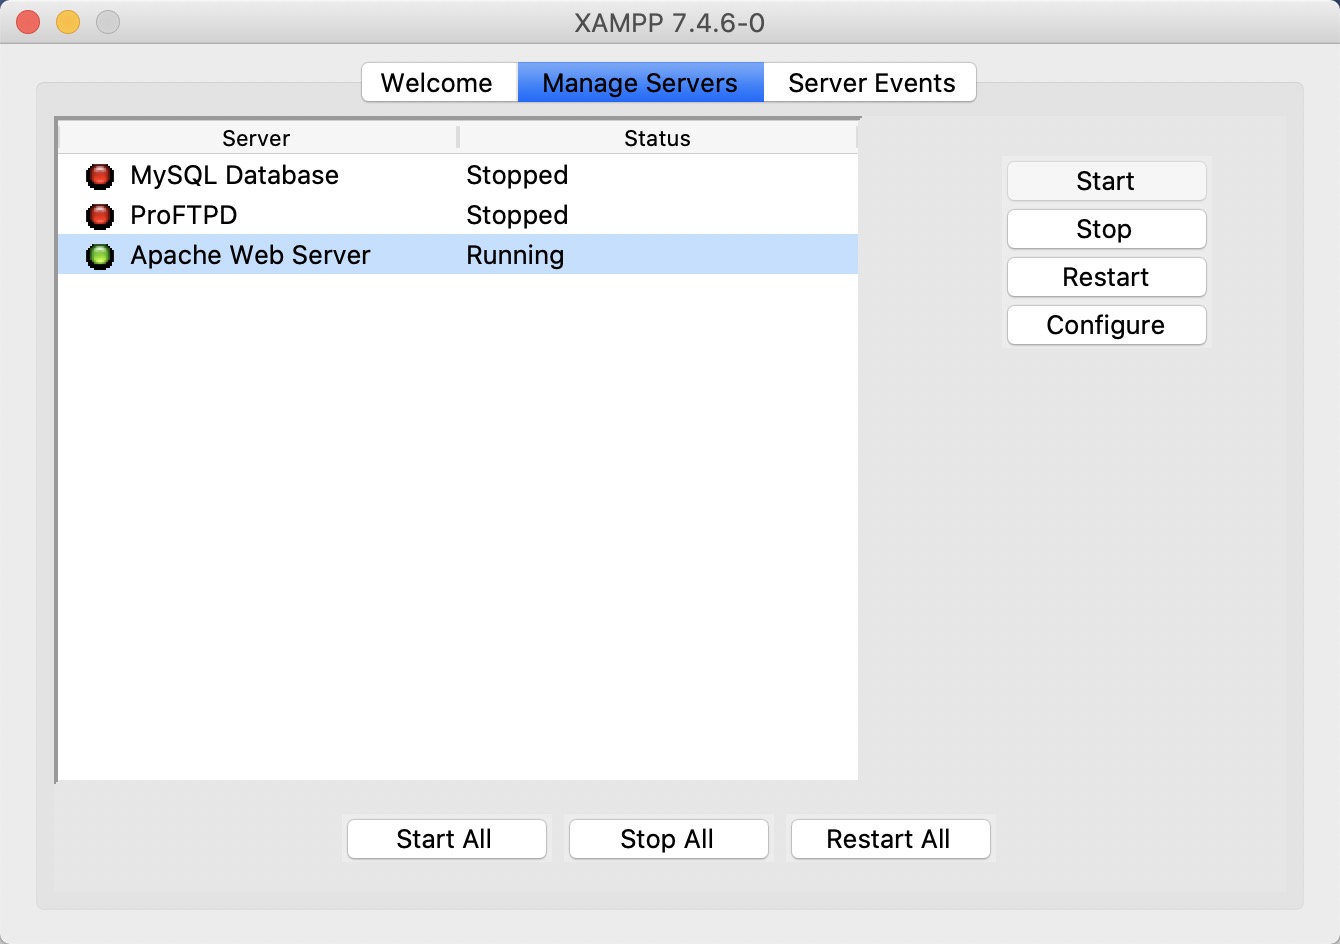 XAMPP 7.4.6-0
Welcome Manage Servers Server Events
Server Status
MySQL Database Stopped
ProFTPD Stopped
Apache Web Server Running
Start
Stop
Restart
Configure
Start All Stop All Restart All